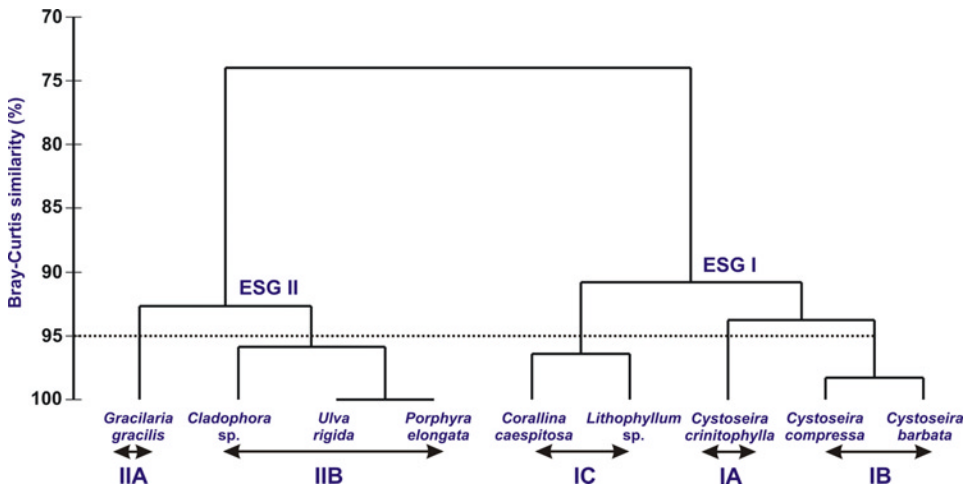 70
75
80
85
90
95
100
Bray-Curtis similarity (%)
ESG II
ESG I
Gracilaria
gracilis
Cladophora
sp.
Ulva
rigida
Porphyra
elongata
Corallina
caespitosa
Lithophyllum
sp.
Cystoseira
crinitophylla
Cystoseira
compressa
Cystoseira
barbata
IIA
IIB
IC
IA
IB